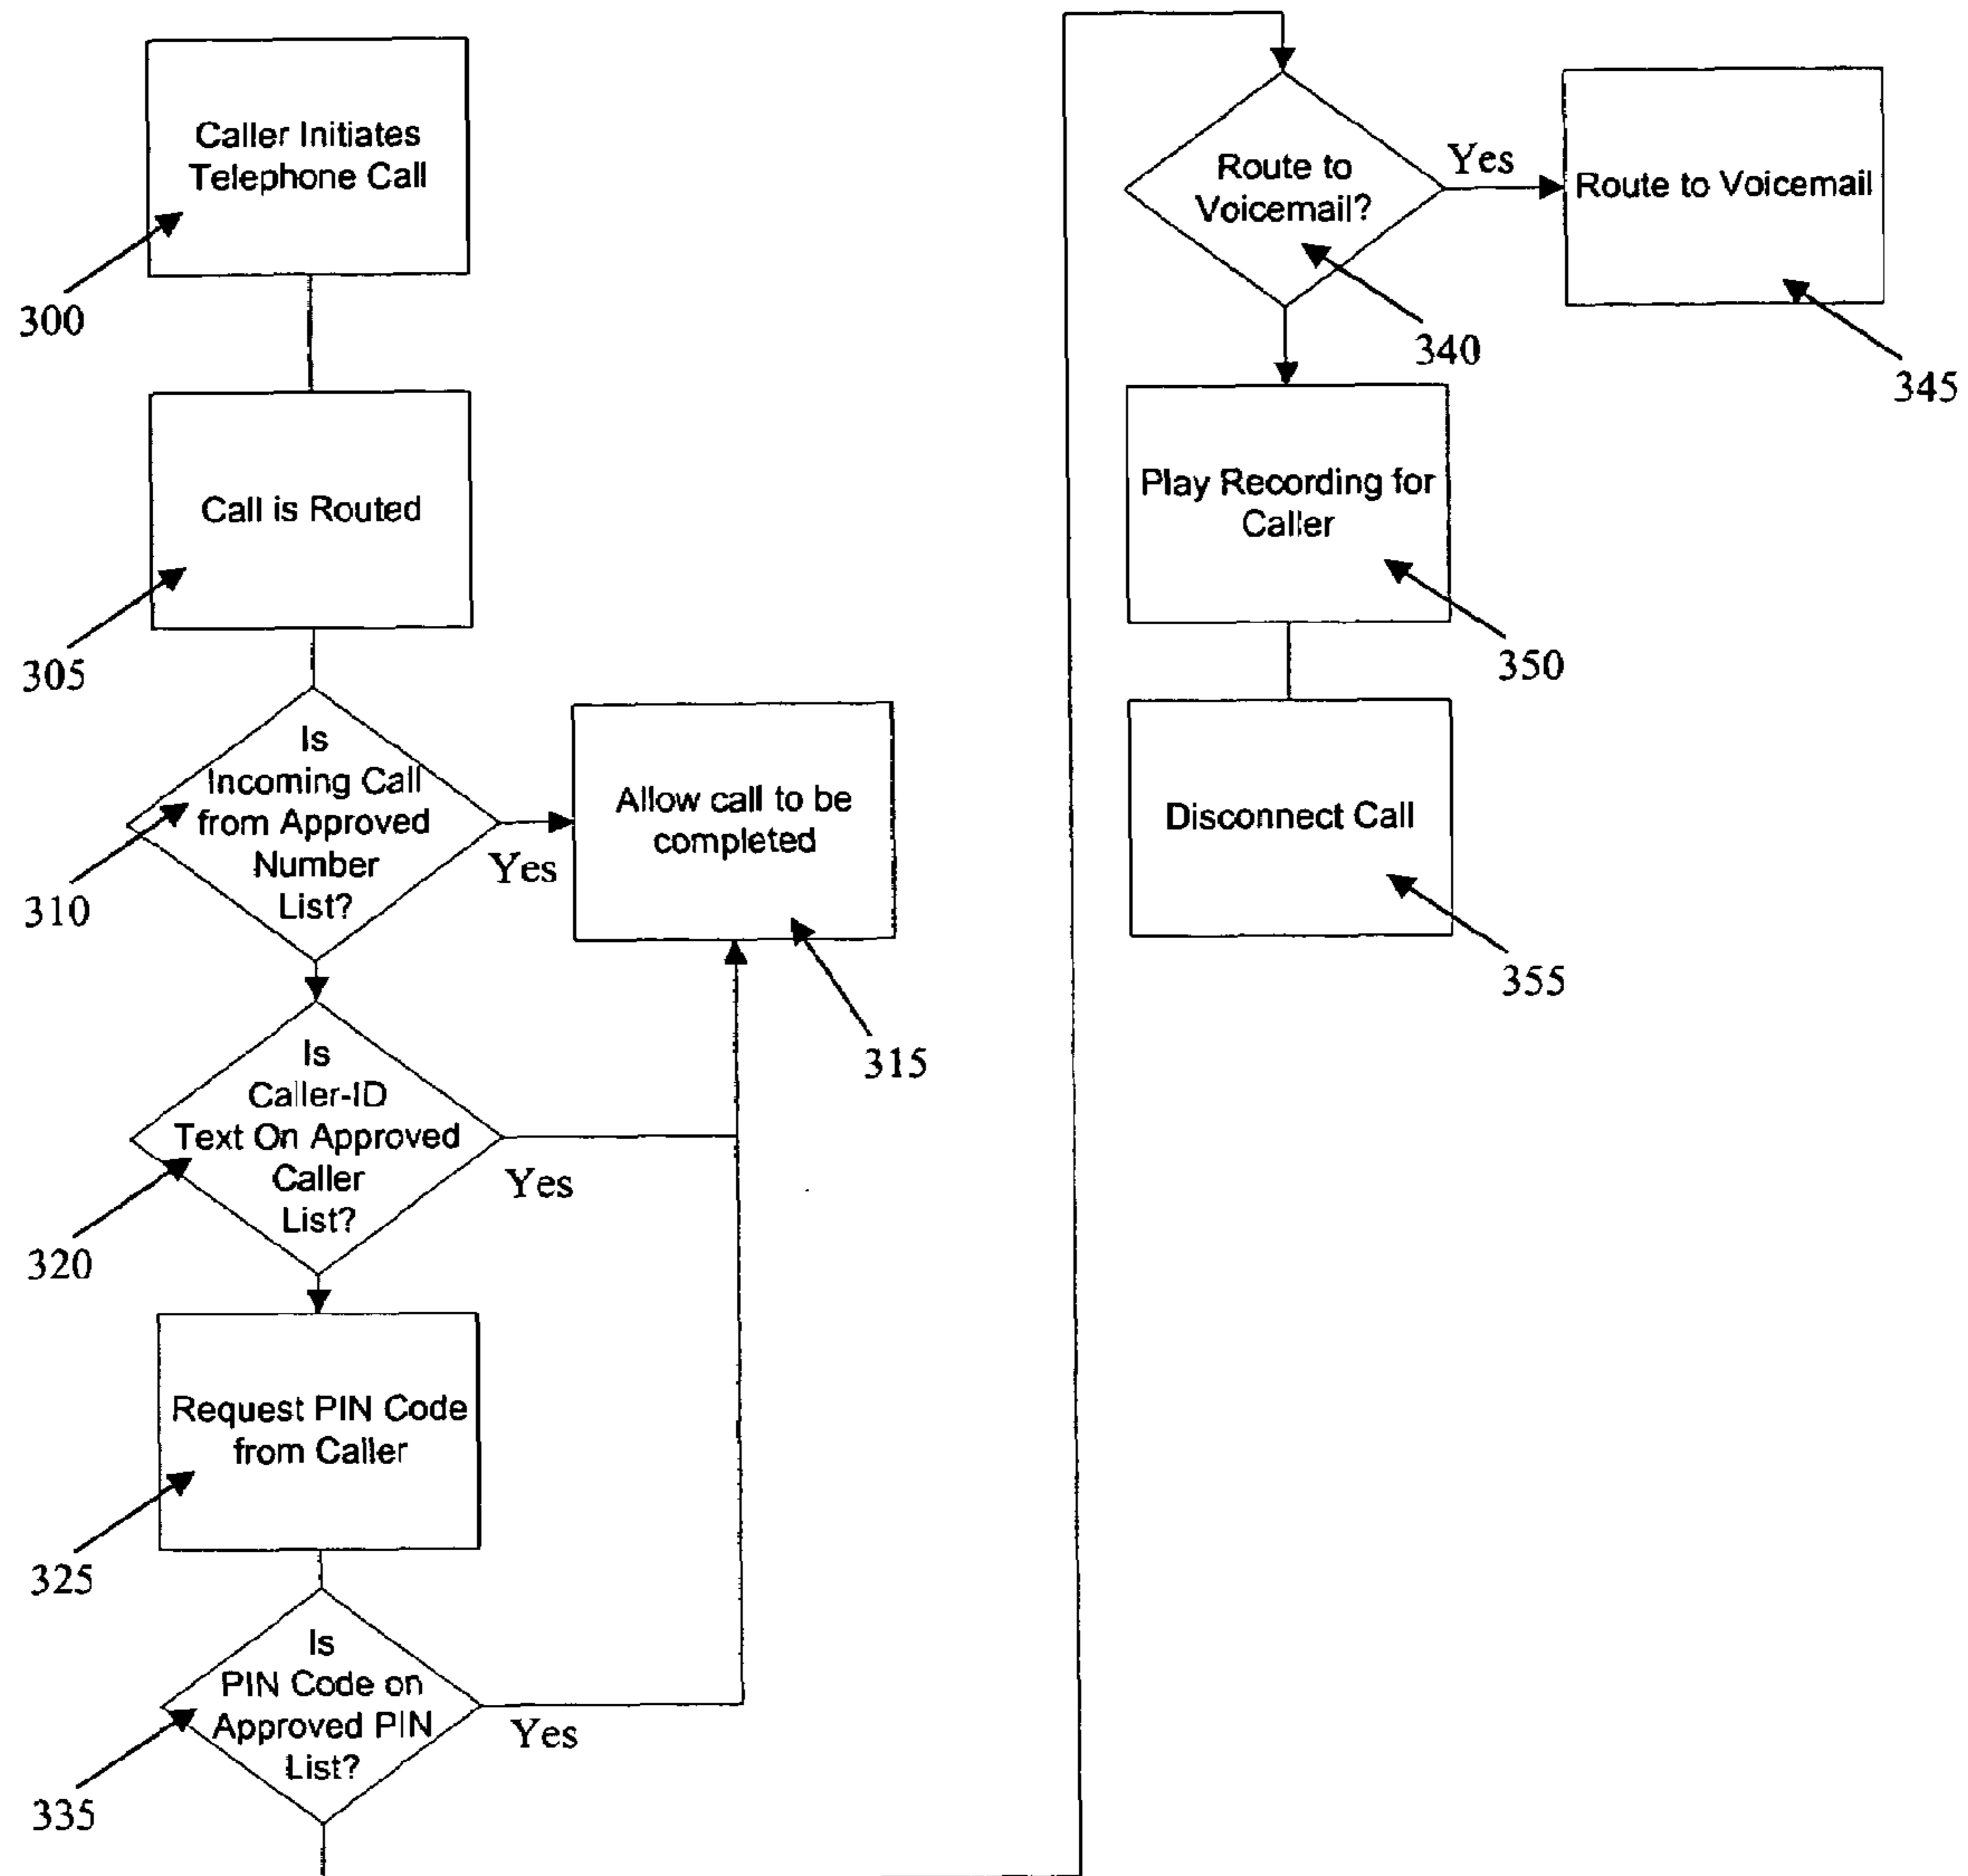 Caller Initiates
Telephone Call
300
Call is Routed
305
Is
Incoming Call
from Approved
Number
List?
310
Yes
Allow call to be
completed
315
Is
Caller-ID
Text On Approved
Caller
List?
320
Yes
Request PIN Code
from Caller
325
Is
PIN Code on
Approved PIN
List?
335
Yes
Route to
Voicemail?
340
Yes
Route to Voicemail
345
Play Recording for
Caller
350
Disconnect Call
355